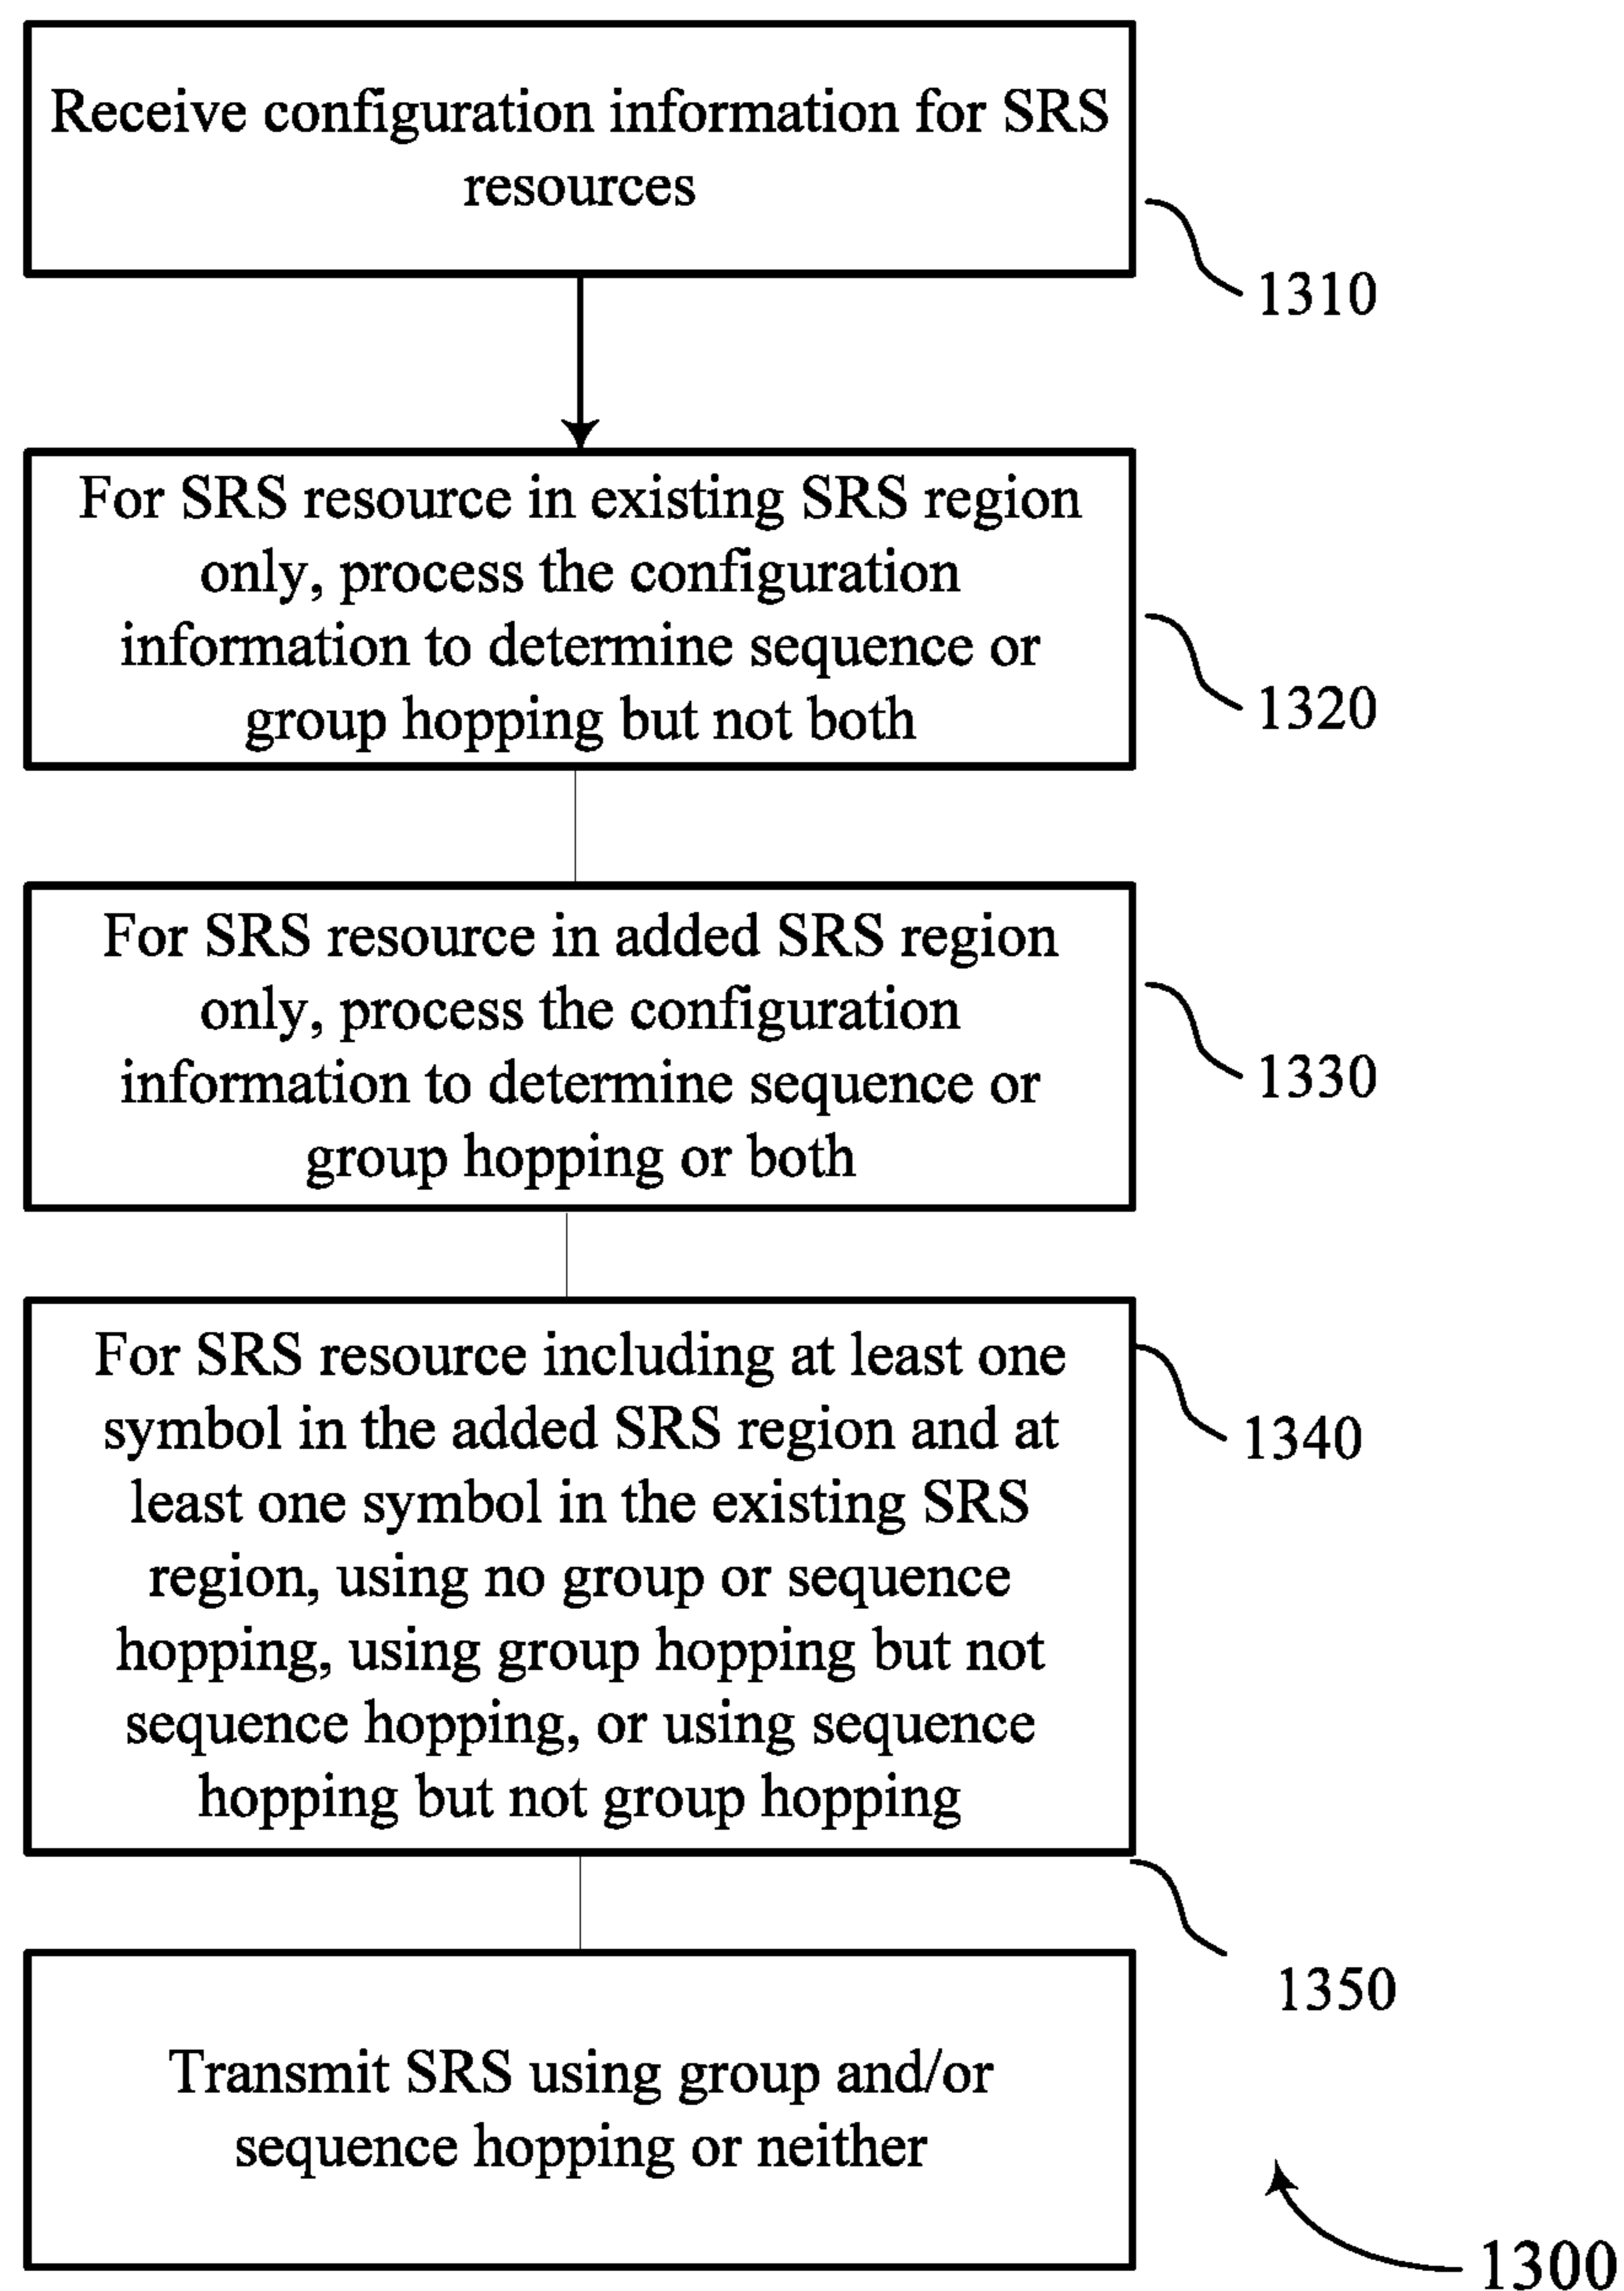 Receive configuration information for SRS
resources
1310
For SRS resource in existing SRS region
only, process the configuration
information to determine sequence or
group hopping but not both
1320
For SRS resource in added SRS region
only, process the configuration
information to determine sequence or
group hopping or both
1330
For SRS resource including at least one
symbol in the added SRS region and at
least one symbol in the existing SRS
region, using no group or sequence
hopping, using group hopping but not
sequence hopping, or using sequence
hopping but not group hopping
1340
1350
Transmit SRS using group and/or
sequence hopping or neither
1300